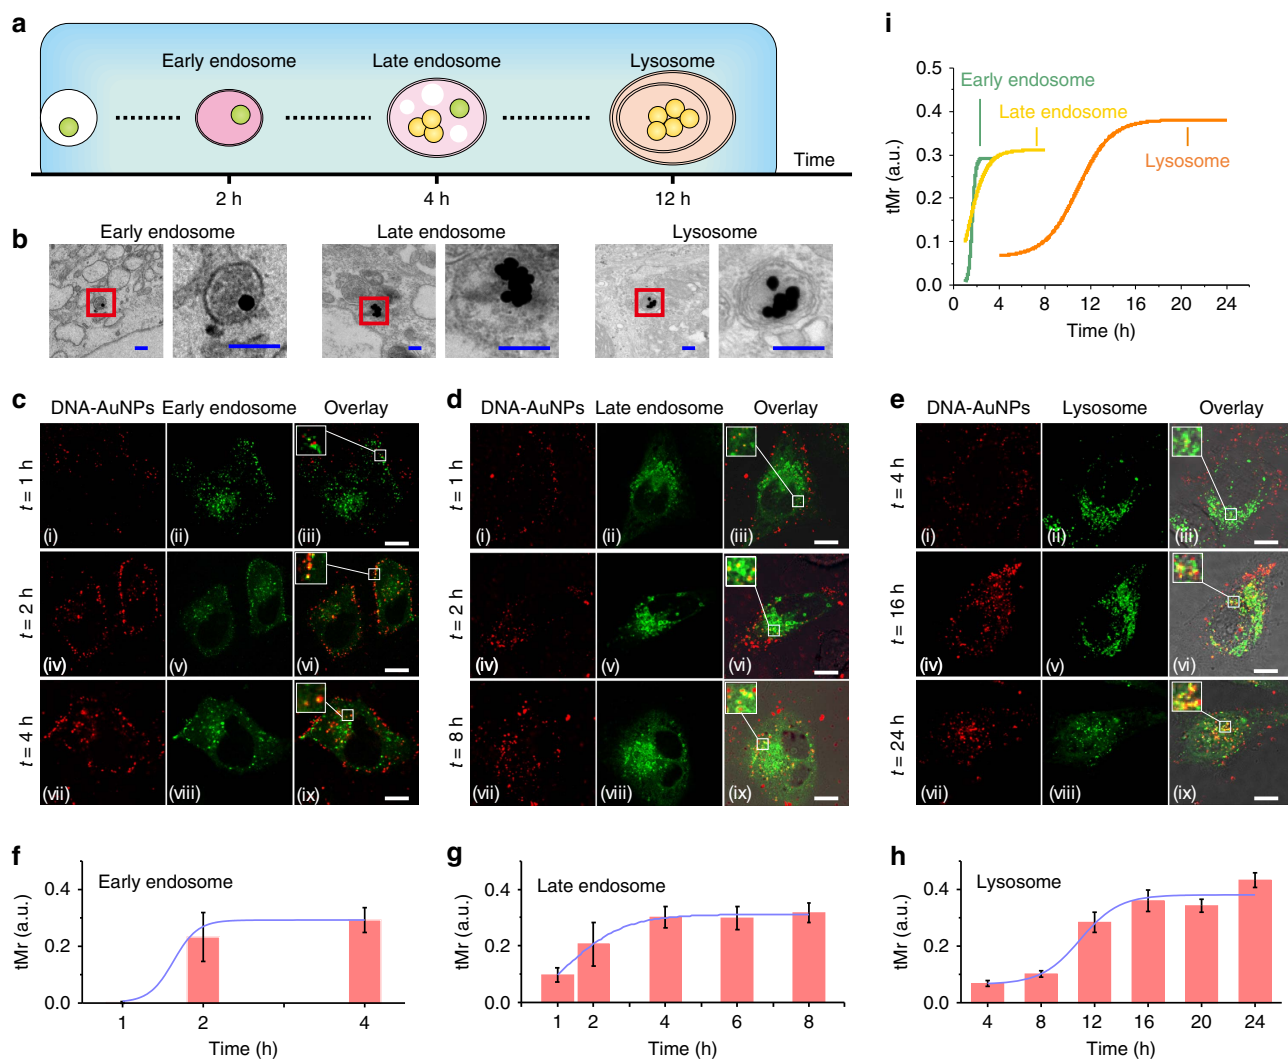 a
Early endosome
Late endosome
Lysosome
Time
2 h
4 h
12 h
b
Early endosome
Late endosome
Lysosome
c
DNA-AuNPs
Early endosome
Overlay
t = 1 h
(i)
(ii)
(iii)
t = 2 h
(iv)
(v)
(vi)
t = 4 h
(vii)
(viii)
(ix)
d
DNA-AuNPs
Late endosome
Overlay
t = 1 h
(i)
(ii)
(iii)
t = 2 h
(iv)
(v)
(vi)
t = 8 h
(vii)
(viii)
(ix)
e
DNA-AuNPs
Lysosome
Overlay
t = 4 h
(i)
(ii)
(iii)
t = 16 h
(iv)
(v)
(vi)
t = 24 h
(vii)
(viii)
(ix)
f
Early endosome
tMr (a.u.)
0.4
0.2
0.0
1
2
4
Time (h)
g
Late endosome
tMr (a.u.)
0.4
0.2
0.0
1
2
4
6
8
Time (h)
h
Lysosome
tMr (a.u.)
0.4
0.2
0.0
4
8
12
16
20
24
Time (h)
i
tMr (a.u.)
0.5
0.4
0.3
0.2
0.1
0.0
Early endosome
Late endosome
Lysosome
0
4
8
12
16
20
24
Time (h)